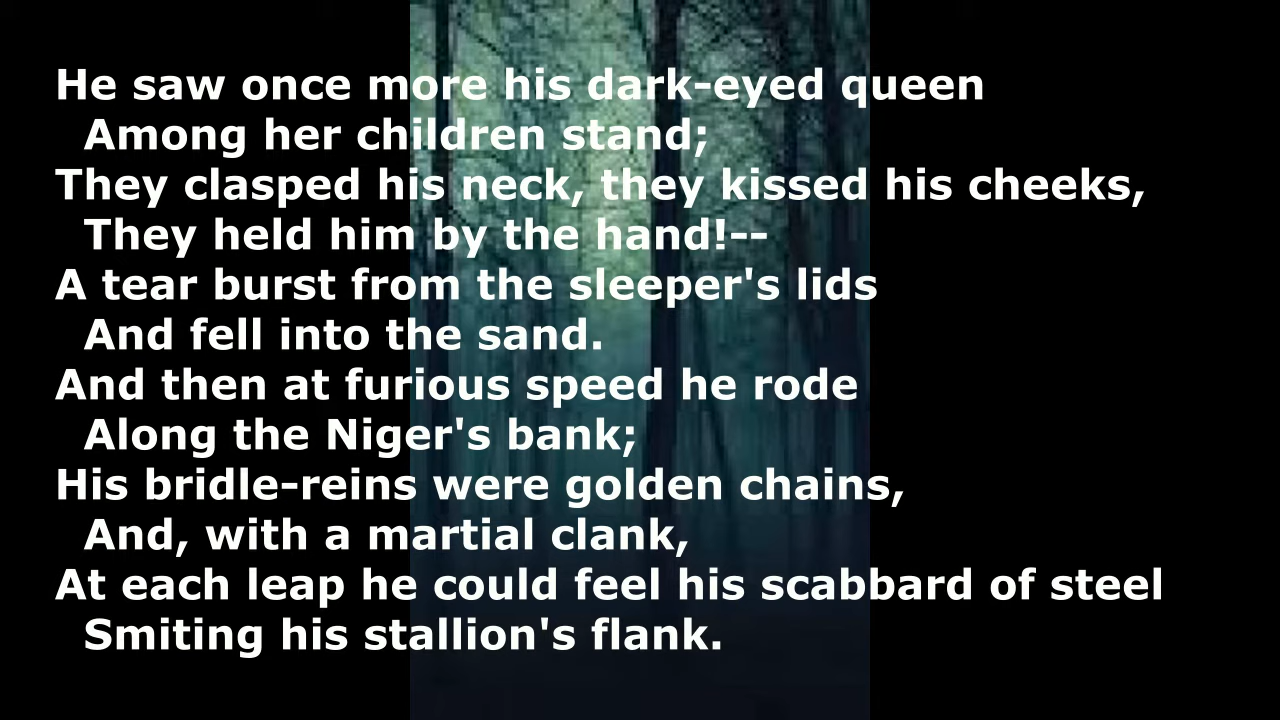 He saw once more his dark-eyed queen
Among her children stand;
They clasped his neck, they kissed his cheeks,
They held him by the hand!--
A tear burst from the sleeper's lids
And fell into the sand.
And then at furious speed he rode
Along the Niger's bank;
His bridle-reins were golden chains,
And, with a martial clank,
At each leap he could feel his scabbard of steel
Smiting his stallion's flank.